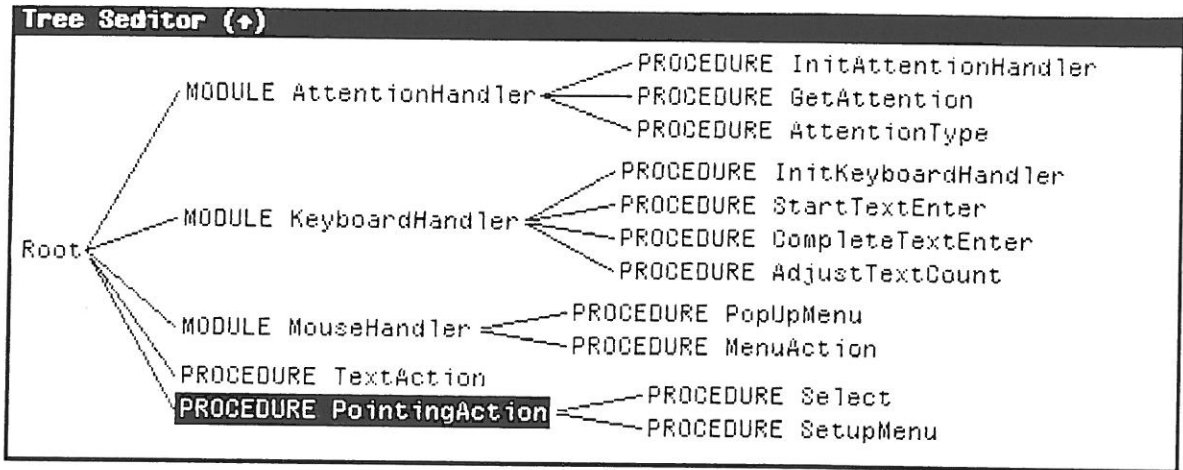 Tree Seditor (↑)
PROCEDURE InitAttentionHandler
MODULE AttentionHandler
PROCEDURE GetAttention
PROCEDURE AttentionType
PROCEDURE InitKeyboardHandler
MODULE KeyboardHandler
PROCEDURE StartTextEnter
Root
PROCEDURE CompleteTextEnter
PROCEDURE AdjustTextCount
MODULE MouseHandler
PROCEDURE PopUpMenu
PROCEDURE MenuAction
PROCEDURE TextAction
PROCEDURE PointingAction
PROCEDURE Select
PROCEDURE SetupMenu